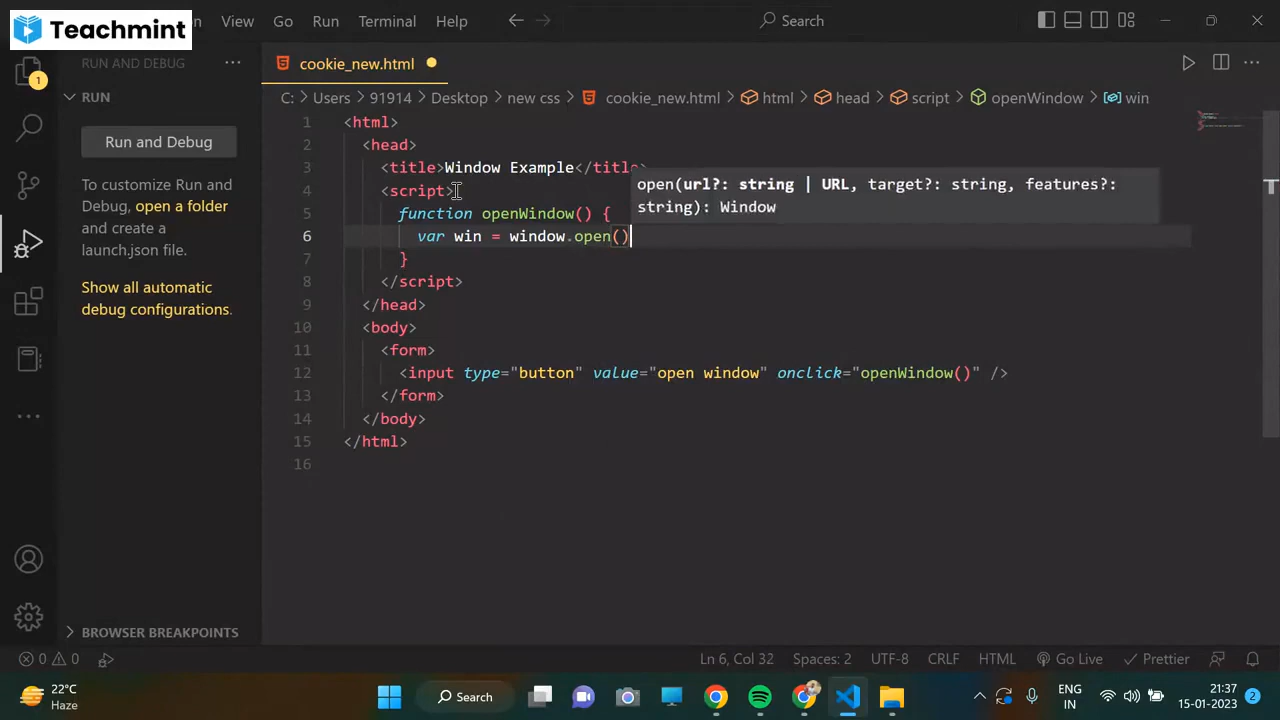 Teachmint
View Go Run Terminal Help
Search
RUN AND DEBUG
cookie_new.html
1
RUN
C: Users 91914 Desktop new css cookie_new.html html head script openWindow win
Run and Debug
To customize Run and
Debug, open a folder
and create a
launch.json file.
Show all automatic
debug configurations.
1 <html>
2 <head>
3 <title>Window Example</title>
4 <script>
5 function openWindow() {
6 var win = window.open()
7 }
8 </script>
9 </head>
10 <body>
11 <form>
12 <input type="button" value="open window" onclick="openWindow()" />
13 </form>
14 </body>
15 </html>
16
open(url?: string | URL, target?: string, features?:
string): Window
BROWSER BREAKPOINTS
0 0
Ln 6, Col 32 Spaces: 2 UTF-8 CRLF HTML Go Live Prettier
22°C
Haze
Search
ENG
IN
21:37
15-01-2023
2